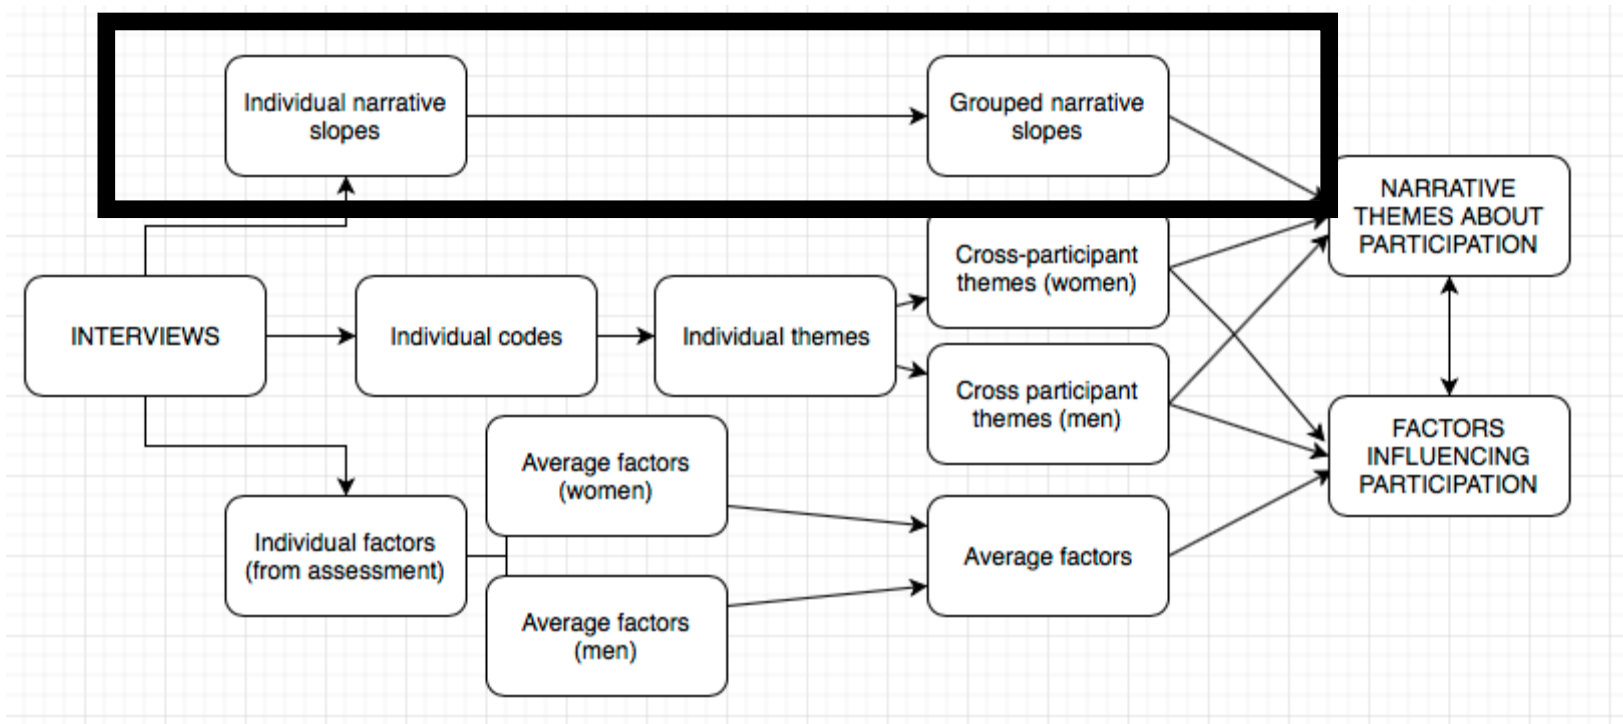 Individual narrative
slopes
Grouped narrative
slopes
NARRATIVE
THEMES ABOUT
PARTICIPATION
Cross-participant
themes (women)
INTERVIEWS
Individual codes
Individual themes
Cross participant
themes (men)
FACTORS
INFLUENCING
PARTICIPATION
Average factors
(women)
Individual factors
(from assessment)
Average factors
Average factors
(men)